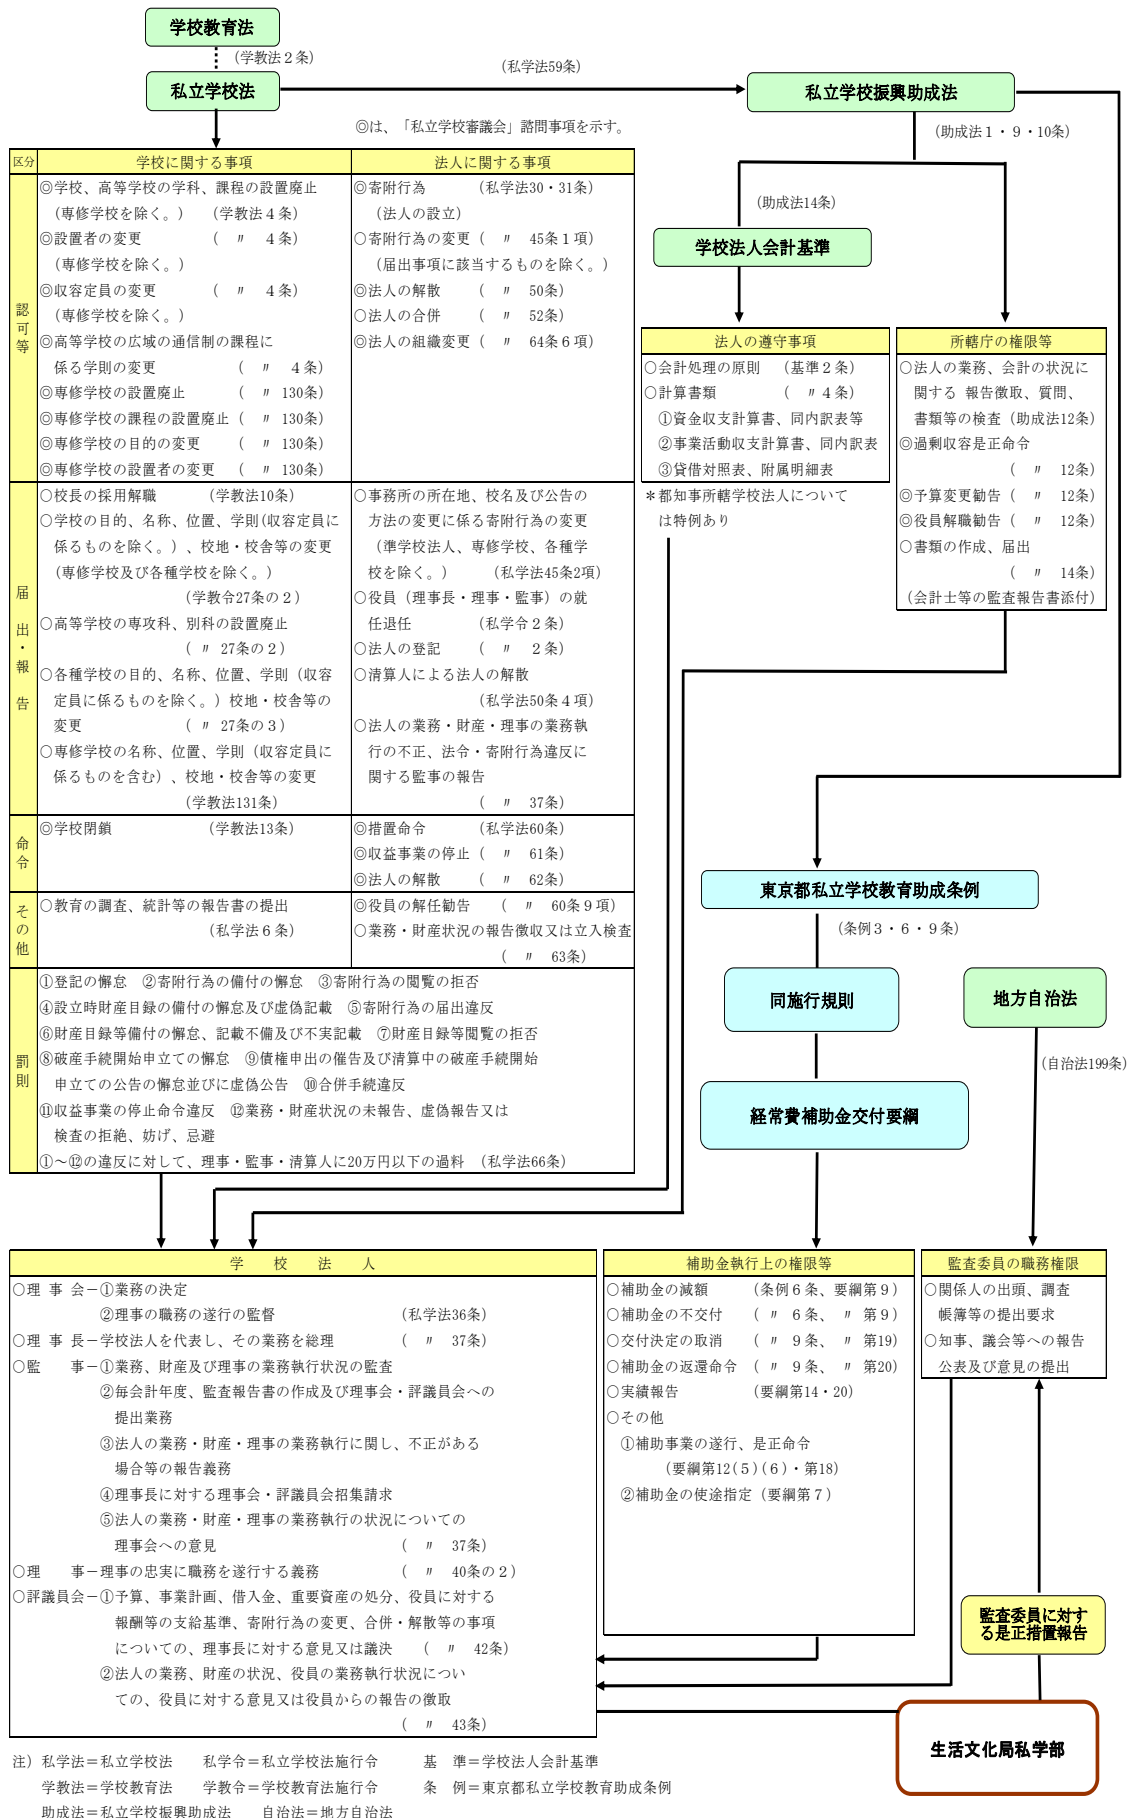 学校教育法
（学教法２条）
私立学校法
（私学法59条）
私立学校振興助成法
◎は、「私立学校審議会」諮問事項を示す。
（助成法１・９・10条）
（助成法14条）
学校法人会計基準
区分
学校に関する事項
法人に関する事項
認可等
◎学校、高等学校の学科、課程の設置廃止
（専修学校を除く。）　（学教法４条）
◎設置者の変更　（　〃　４条）
（専修学校を除く。）
◎収容定員の変更　（　〃　４条）
（専修学校を除く。）
◎高等学校の広域の通信制の課程に
係る学則の変更　（　〃　４条）
◎専修学校の設置廃止　（　〃　130条）
◎専修学校の課程の設置廃止（　〃　130条）
◎専修学校の目的の変更　（　〃　130条）
◎専修学校の設置者の変更　（　〃　130条）
◎寄附行為　（私学法30・31条）
（法人の設立）
○寄附行為の変更（　〃　45条１項）
（届出事項に該当するものを除く。）
◎法人の解散　（　〃　50条）
○法人の合併　（　〃　52条）
◎法人の組織変更（　〃　64条６項）
届出・報告
○校長の採用解職　（学教法10条）
○学校の目的、名称、位置、学則(収容定員に
係るものを除く。）、校地・校舎等の変更
（専修学校及び各種学校を除く。）
（学教令27条の２）
○高等学校の専攻科、別科の設置廃止
（　〃　27条の２）
○各種学校の目的、名称、位置、学則（収容
定員に係るものを除く。）校地・校舎等の
変更　（　〃　27条の３）
○専修学校の名称、位置、学則（収容定員に
係るものを含む）、校地・校舎等の変更
（学教法131条）
○事務所の所在地、校名及び公告の
方法の変更に係る寄附行為の変更
（準学校法人、専修学校、各種学
校を除く。）　（私学法45条2項）
○役員（理事長・理事・監事）の就
任退任　（私学令２条）
○法人の登記　（　〃　２条）
○清算人による法人の解散
（私学法50条４項）
○法人の業務・財産・理事の業務執
行の不正、法令・寄附行為違反に
関する監事の報告
（　〃　37条）
命令
◎学校閉鎖　（学教法13条）
◎措置命令　（私学法60条）
◎収益事業の停止（　〃　61条）
◎法人の解散　（　〃　62条）
その他
○教育の調査、統計等の報告書の提出
（私学法６条）
◎役員の解任勧告　（　〃　60条９項）
○業務・財産状況の報告徴収又は立入検査
（　〃　63条）
罰則
①登記の懈怠　②寄附行為の備付の懈怠　③寄附行為の閲覧の拒否
④設立時財産目録の備付の懈怠及び虚偽記載　⑤寄附行為の届出違反
⑥財産目録等備付の懈怠、記載不備及び不実記載　⑦財産目録等閲覧の拒否
⑧破産手続開始申立ての懈怠　⑨債権申出の催告及び清算中の破産手続開始
申立ての公告の懈怠並びに虚偽公告　⑩合併手続違反
⑪収益事業の停止命令違反　⑫業務・財産状況の未報告、虚偽報告又は
検査の拒絶、妨げ、忌避
①～⑫の違反に対して、理事・監事・清算人に20万円以下の過料　（私学法66条）
法人の遵守事項
○会計処理の原則　（基準２条）
○計算書類　（　〃４条）
①資金収支計算書、同内訳表等
②事業活動収支計算書、同内訳表
③貸借対照表、附属明細表
＊都知事所轄学校法人について
は特例あり
所轄庁の権限等
○法人の業務、会計の状況に
関する 報告徴取、質問、
書類等の検査（助成法12条）
◎過剰収容是正命令
（　〃　12条）
◎予算変更勧告（　〃　12条）
◎役員解職勧告（　〃　12条）
○書類の作成、届出
（　〃　14条）
（会計士等の監査報告書添付）
東京都私立学校教育助成条例
（条例３・６・９条）
同施行規則
地方自治法
（自治法199条）
経常費補助金交付要綱
学　校　法　人
○理 事 会－①業務の決定
②理事の職務の遂行の監督　（私学法36条）
○理 事 長－学校法人を代表し、その業務を総理　（　〃　37条）
○監　　事－①業務、財産及び理事の業務執行状況の監査
②毎会計年度、監査報告書の作成及び理事会・評議員会への
提出業務
③法人の業務・財産・理事の業務執行に関し、不正がある
場合等の報告義務
④理事長に対する理事会・評議員会招集請求
⑤法人の業務・財産・理事の業務執行の状況についての
理事会への意見　（　〃　37条）
○理　　事－理事の忠実に職務を遂行する義務　（　〃　40条の２）
○評議員会－①予算、事業計画、借入金、重要資産の処分、役員に対する
報酬等の支給基準、寄附行為の変更、合併・解散等の事項
についての、理事長に対する意見又は議決　（　〃　42条）
②法人の業務、財産の状況、役員の業務執行状況につい
ての、役員に対する意見又は役員からの報告の徴取
（　〃　43条）
補助金執行上の権限等
○補助金の減額　（条例６条、要綱第９）
○補助金の不交付　（　〃　６条、　〃　第９）
○交付決定の取消　（　〃　９条、　〃　第19）
○補助金の返還命令　（　〃　９条、　〃　第20）
○実績報告　（要綱第14・20）
○その他
①補助事業の遂行、是正命令
（要綱第12(５)(６)・第18）
②補助金の使途指定（要綱第７）
監査委員の職務権限
○関係人の出頭、調査
帳簿等の提出要求
○知事、議会等への報告
公表及び意見の提出
監査委員に対す
る是正措置報告
生活文化局私学部
注）私学法＝私立学校法　　私学令＝私立学校法施行令　　基　準＝学校法人会計基準
学教法＝学校教育法　　学教令＝学校教育法施行令　　条　例＝東京都私立学校教育助成条例
助成法＝私立学校振興助成法　　自治法＝地方自治法